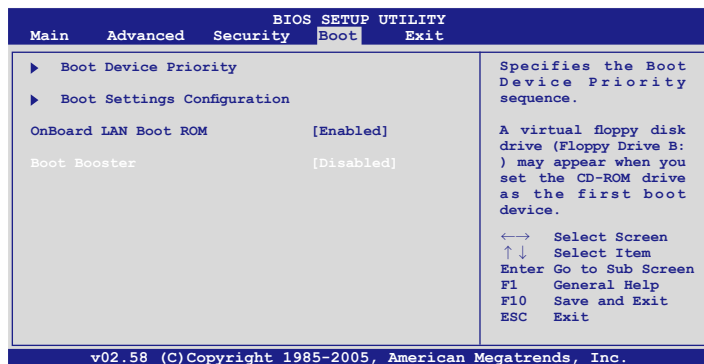 BIOS SETUP UTILITY
Main Advanced Security Boot Exit
Boot Device Priority
Boot Settings Configuration
OnBoard LAN Boot ROM [Enabled]
Boot Booster [Disabled]
Specifies the Boot
Device Priority
sequence.
A virtual floppy disk
drive (Floppy Drive B:
) may appear when you
set the CD-ROM drive
as the first boot
device.
←→ Select Screen
↑↓ Select Item
Enter Go to Sub Screen
F1 General Help
F10 Save and Exit
ESC Exit
v02.58 (C)Copyright 1985-2005, American Megatrends, Inc.